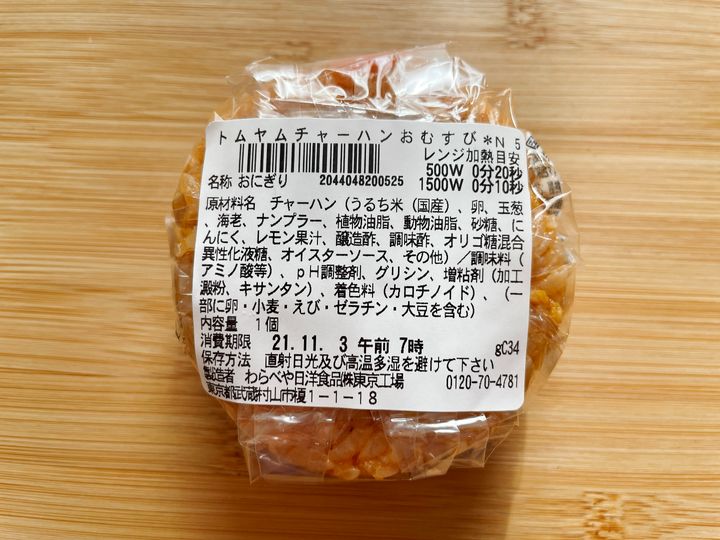 トムヤムチャーハンおむすび*N5
レンジ加熱目安
500W 0分20秒
名称 おにぎり 2044048200525 1500W 0分10秒
原材料名 チャーハン(うるち米(国産)、卵、玉葱
、海老、ナンプラー、植物油脂、動物油脂、砂糖、に
んにく、レモン果汁、醸造酢、調味酢、オリゴ糖混合
異性化液糖、オイスターソース、その他)/調味料(
アミノ酸等)、pH調整剤、グリシン、増粘剤(加工
澱粉、キサンタン)、着色料(カロチノイド)、(一
部に卵・小麦・えび・ゼラチン・大豆を含む)
内容量 1個
消費期限 21.11. 3 午前 7時 gC34
保存方法 直射日光及び高温多湿を避けて下さい
製造者 わらべや日洋食品㈱東京工場 0120-70-4781
東京都武蔵村山市榎1-1-18